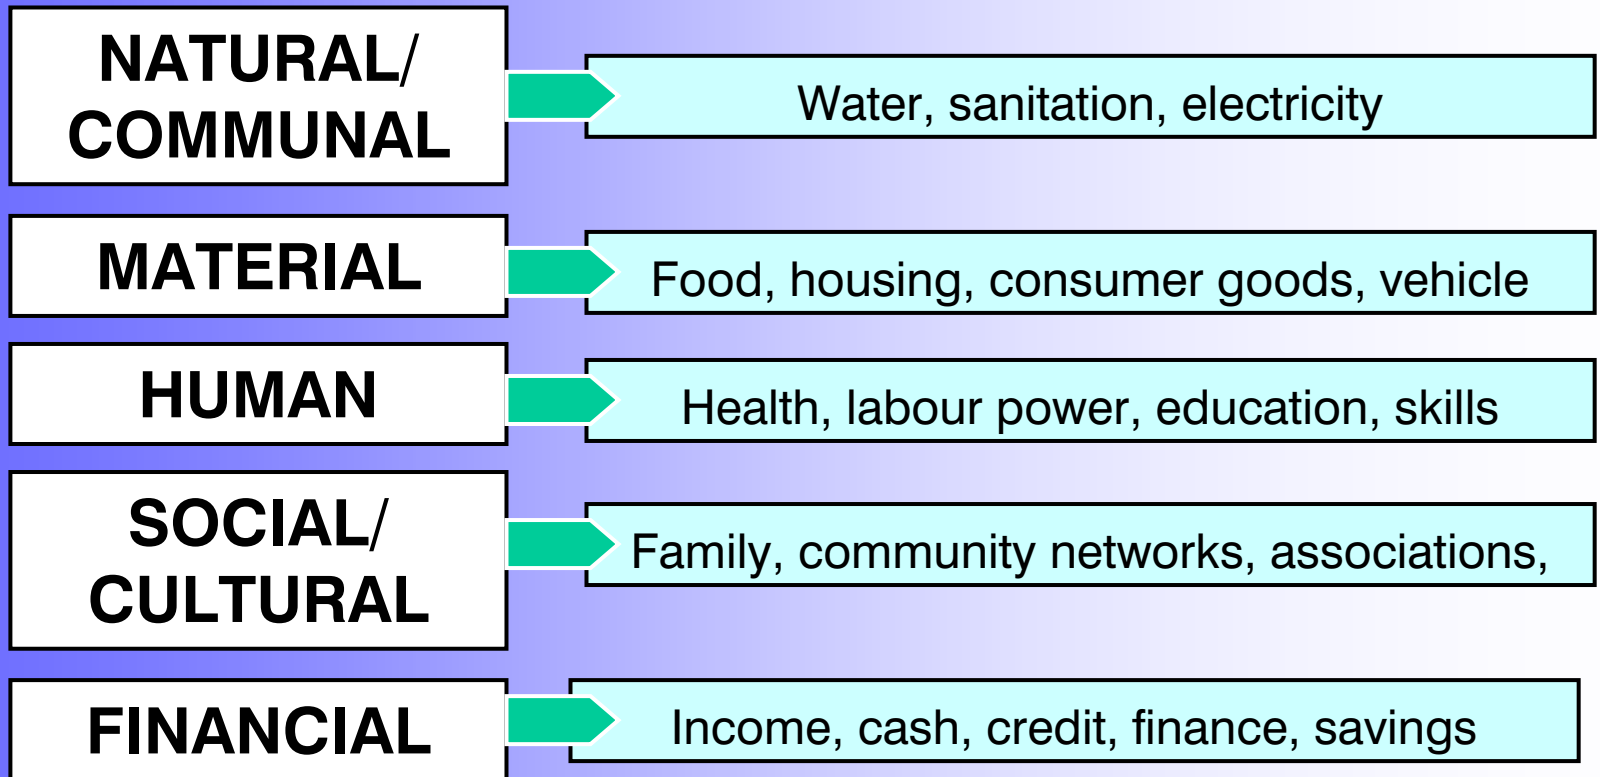 NATURAL/
COMMUNAL
Water, sanitation, electricity
MATERIAL
Food, housing, consumer goods, vehicle
HUMAN
Health, labour power, education, skills
SOCIAL/
CULTURAL
Family, community networks, associations,
FINANCIAL
Income, cash, credit, finance, savings